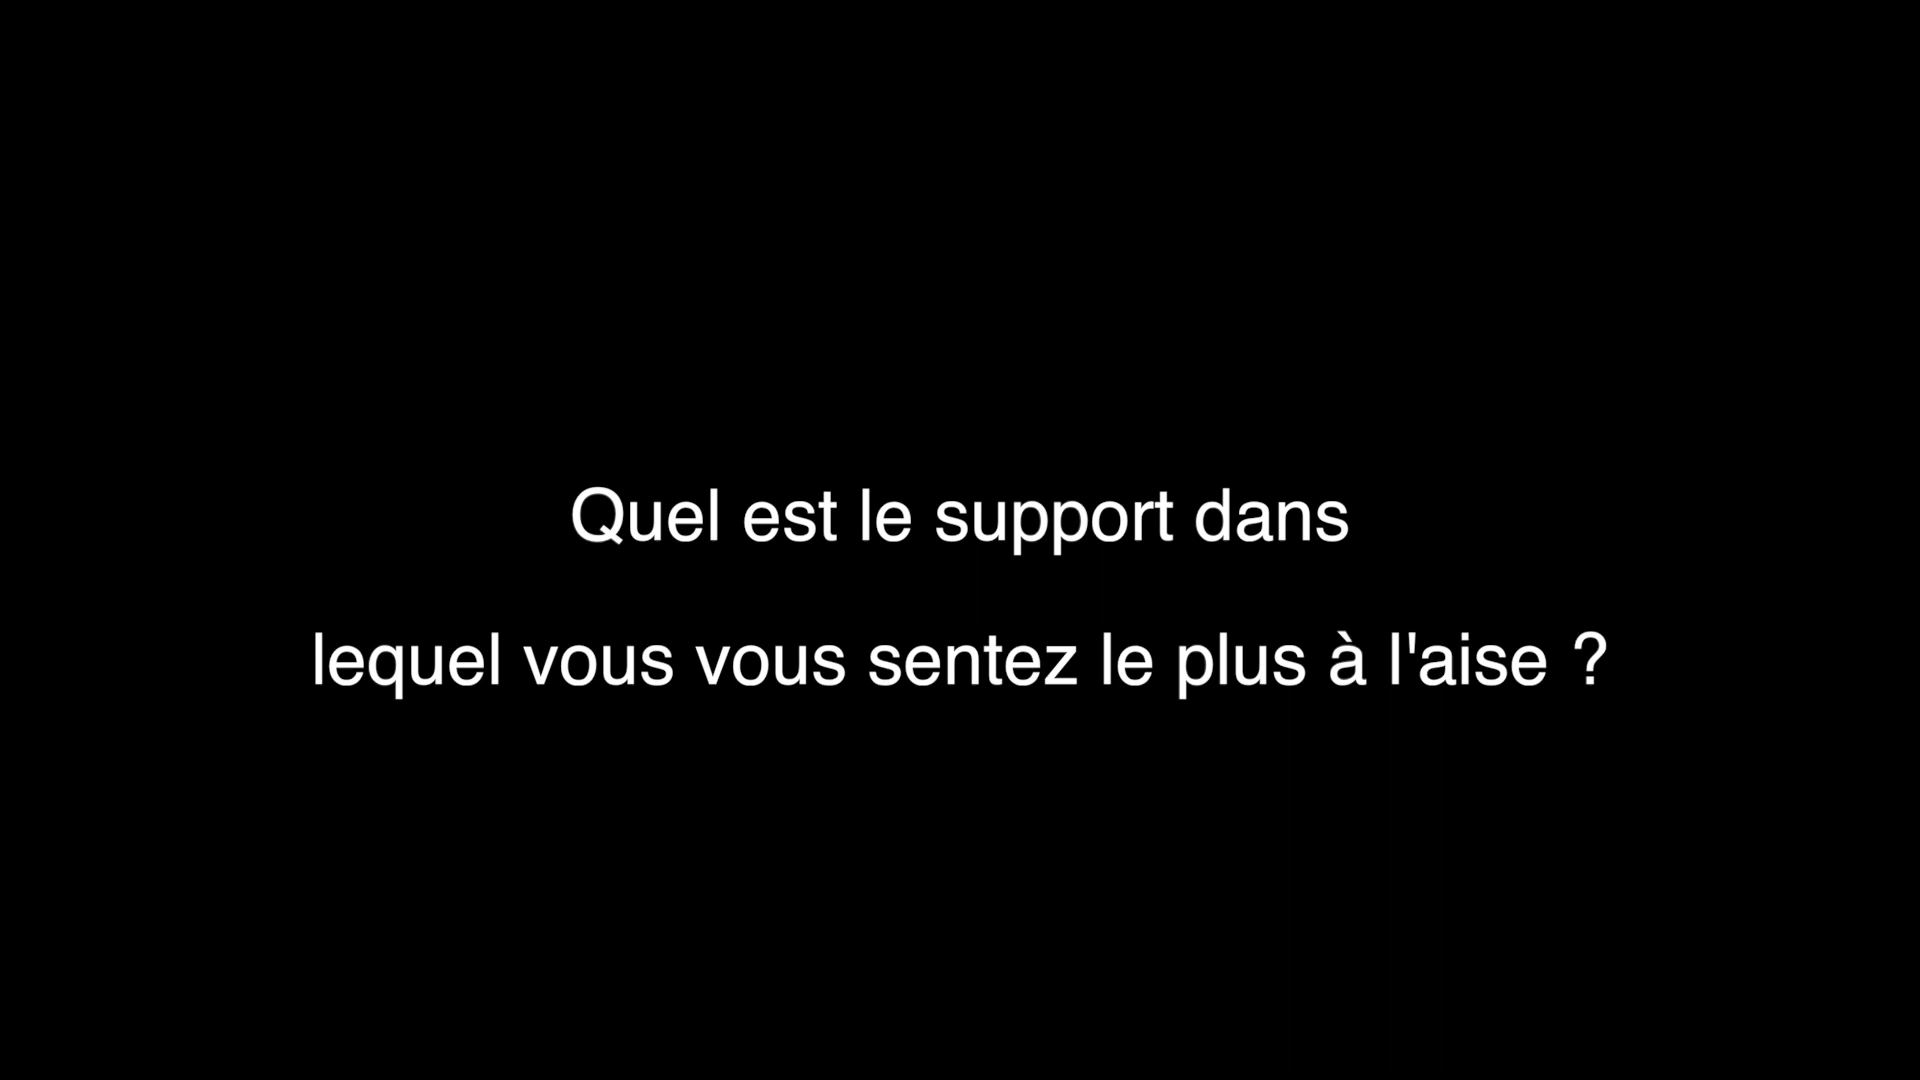 Quel est le support dans
lequel vous vous sentez le plus à l'aise ?